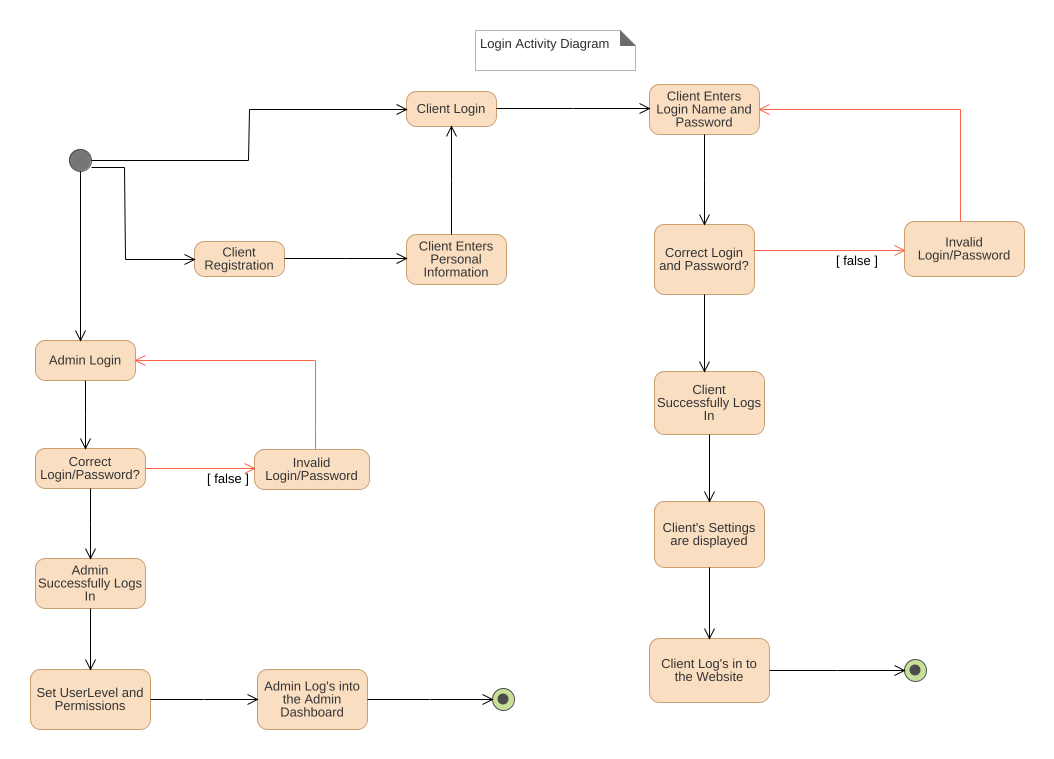 Login Activity Diagram
Client Login
Client Enters
Login Name and
Password
Client
Registration
Client Enters
Personal
Information
Correct Login
and Password?
[ false ]
Invalid
Login/Password
Admin Login
Correct
Login/Password?
[ false ]
Invalid
Login/Password
Client
Successfully Logs
In
Client's Settings
are displayed
Admin
Successfully Logs
In
Set UserLevel and
Permissions
Admin Log's into
the Admin
Dashboard
Client Log's in to
the Website